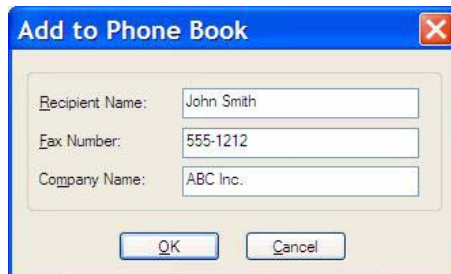 Add to Phone Book
Recipient Name: John Smith
Fax Number: 555-1212
Company Name: ABC Inc.
OK Cancel